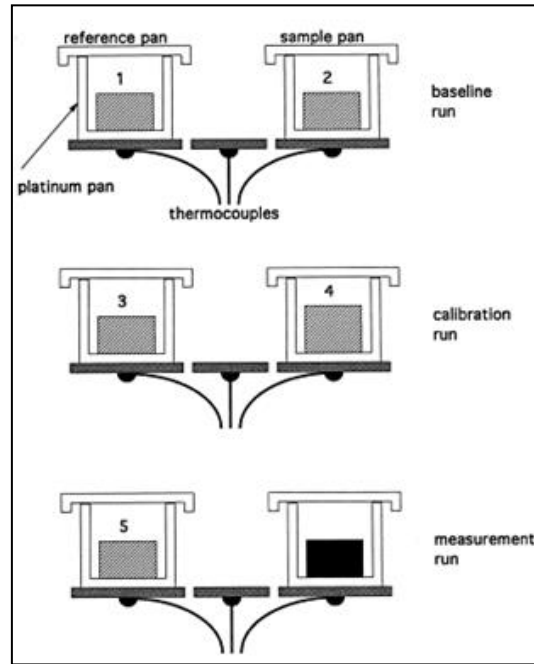 reference pan
sample pan
1
2
baseline
run
platinum pan
thermocouples
3
4
calibration
run
5
measurement
run